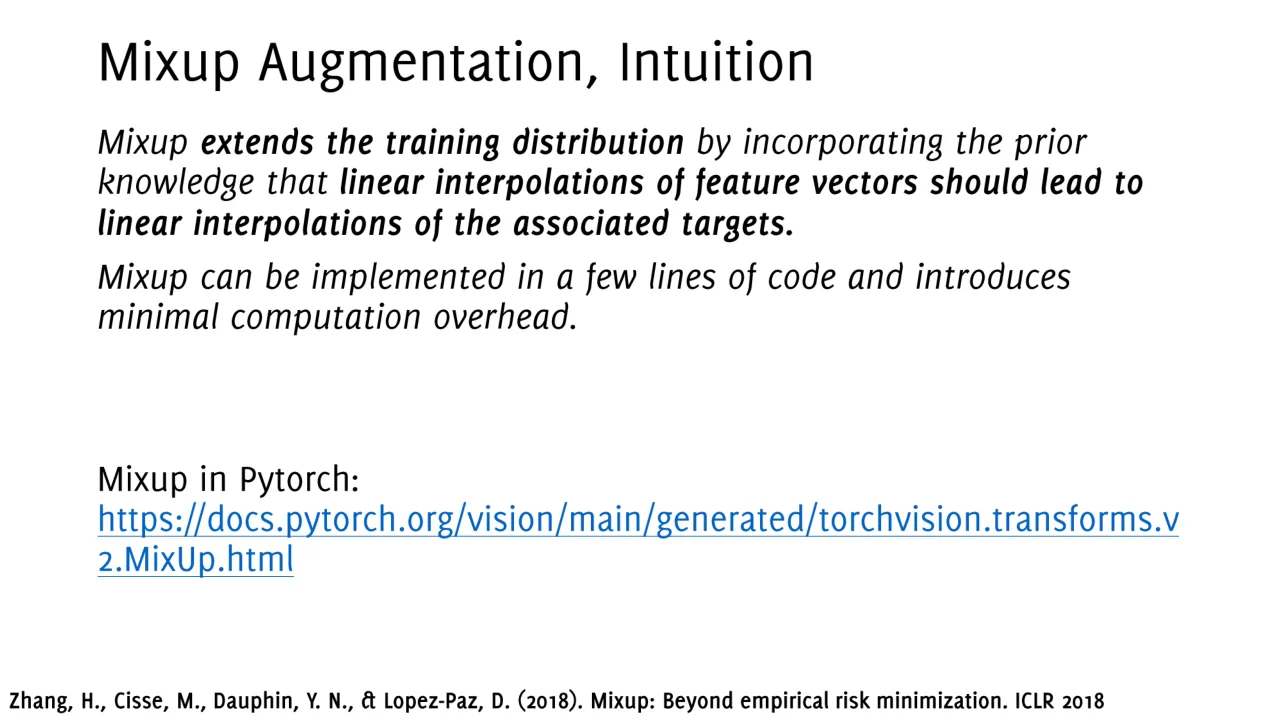 Mixup Augmentation, Intuition
Mixup extends the training distribution by incorporating the prior
knowledge that linear interpolations of feature vectors should lead to
linear interpolations of the associated targets.
Mixup can be implemented in a few lines of code and introduces
minimal computation overhead.
Mixup in Pytorch:
https://docs.pytorch.org/vision/main/generated/torchvision.transforms.v
2.MixUp.html
Zhang, H., Cisse, M., Dauphin, Y. N., & Lopez-Paz, D. (2018). Mixup: Beyond empirical risk minimization. ICLR 2018